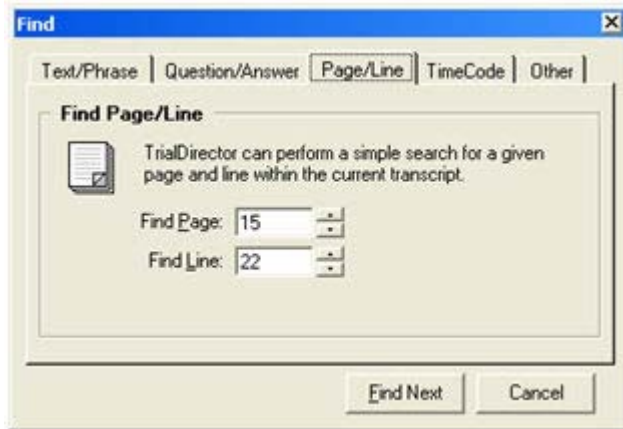 Find
Text/Phrase Question/Answer Page/Line TimeCode Other
Find Page/Line
TrialDirector can perform a simple search for a given
page and line within the current transcript.
Find Page: 15
Find Line: 22
Find Next Cancel